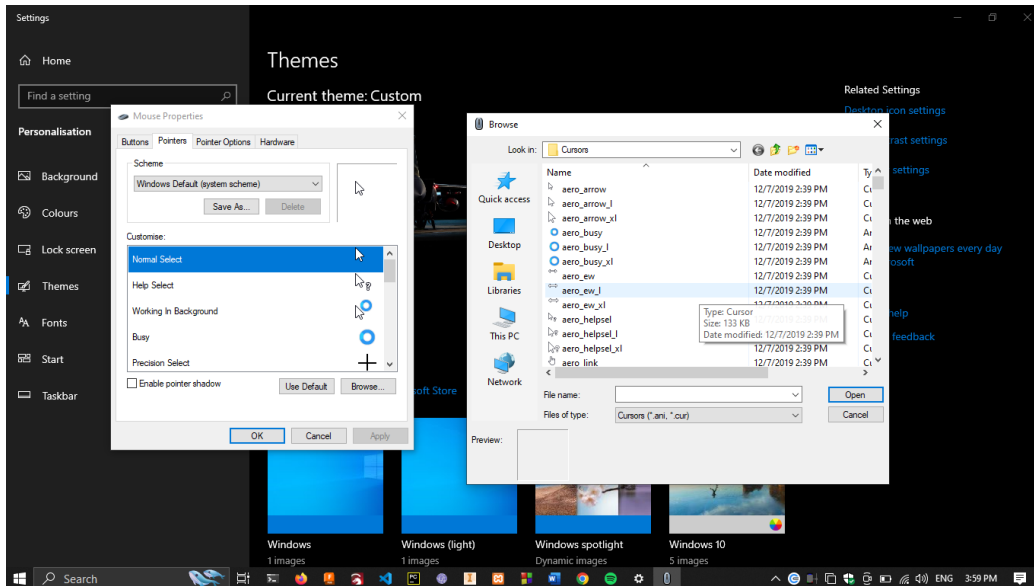 Settings
Home
Find a setting
Personalisation
Background
Colours
Lock screen
Themes
Fonts
Start
Taskbar
Themes
Current theme: Custom
Mouse Properties
Buttons Pointers Pointer Options Hardware
Scheme
Windows Default (system scheme)
Save As... Delete
Customise:
Normal Select
Help Select
Working In Background
Busy
Precision Select
Enable pointer shadow
Use Default Browse...
OK Cancel Apply
Browse
Look in: Cursors
Quick access
Desktop
Libraries
This PC
Network
Name Date modified
aero_arrow 12/7/2019 2:39 PM
aero_arrow_l 12/7/2019 2:39 PM
aero_arrow_xl 12/7/2019 2:39 PM
aero_busy 12/7/2019 2:39 PM
aero_busy_l 12/7/2019 2:39 PM
aero_busy_xl 12/7/2019 2:39 PM
aero_ew 12/7/2019 2:39 PM
aero_ew_l 12/7/2019 2:39 PM
aero_ew_xl 12/7/2019 2:39 PM
aero_helpsel
aero_helpsel_l
aero_helpsel_xl 12/7/2019 2:39 PM
aero_link 12/7/2019 2:39 PM
Type: Cursor
Size: 133 KB
Date modified: 12/7/2019 2:39 PM
File name:
Open
Files of type: Cursors (*.ani, *.cur)
Cancel
Preview:
Related Settings
Desktop icon settings
settings
settings
the web
wallpapers every day
feedback
Store
Windows
1 images
Windows (light)
1 images
Windows spotlight
Dynamic images
Windows 10
5 images
Search
ENG 3:59 PM